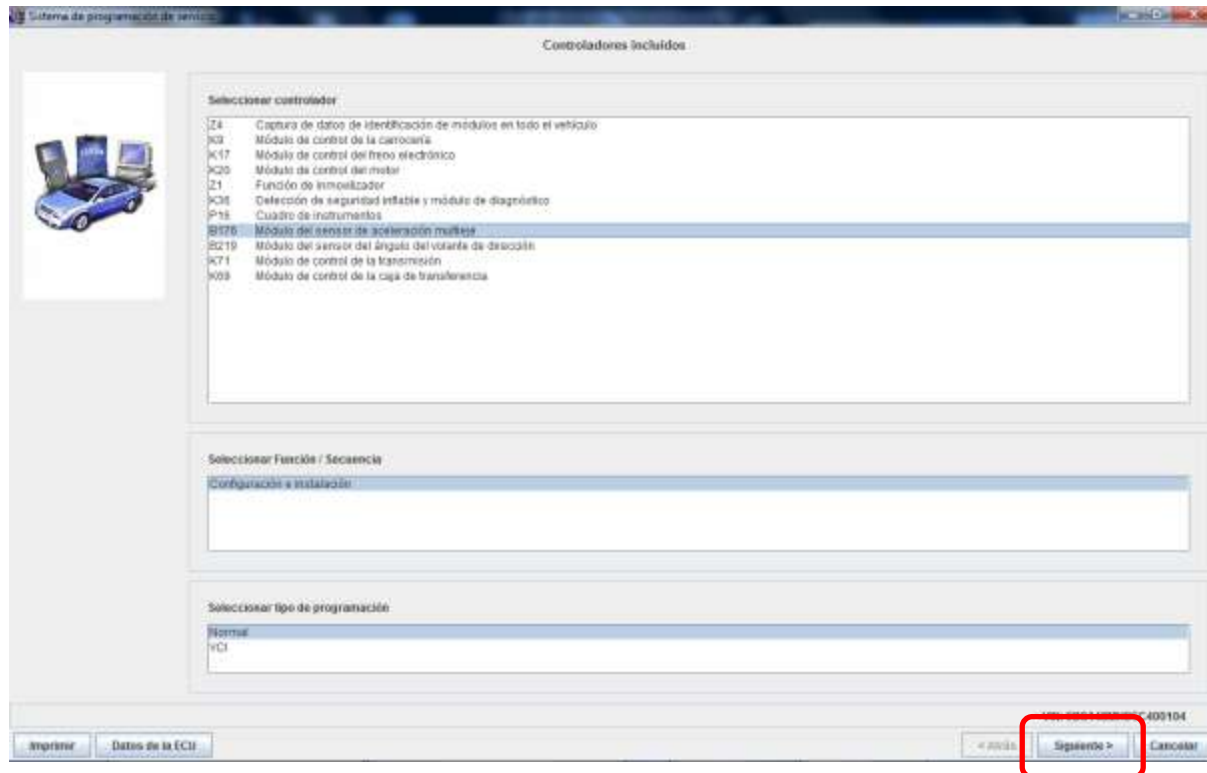 Sistema de programación de servicio
Controladores incluidos
Seleccionar controlador
Z4 Captura de datos de identificación de módulos en todo el vehículo
K9 Módulo de control de la carrocería
K17 Módulo de control del freno electrónico
K20 Módulo de control del motor
Z1 Función de inmovilizador
K36 Detección de seguridad inflable y módulo de diagnóstico
P16 Cuadro de instrumentos
B176 Módulo del sensor de aceleración multieje
B219 Módulo del sensor del ángulo del volante de dirección
K71 Módulo de control de la transmisión
K69 Módulo de control de la caja de transferencia
Seleccionar Función / Secuencia
Configuración e instalación
Seleccionar tipo de programación
Normal
VCI
400104
Imprimir Datos de la ECU < Atrás Siguiente > Cancelar